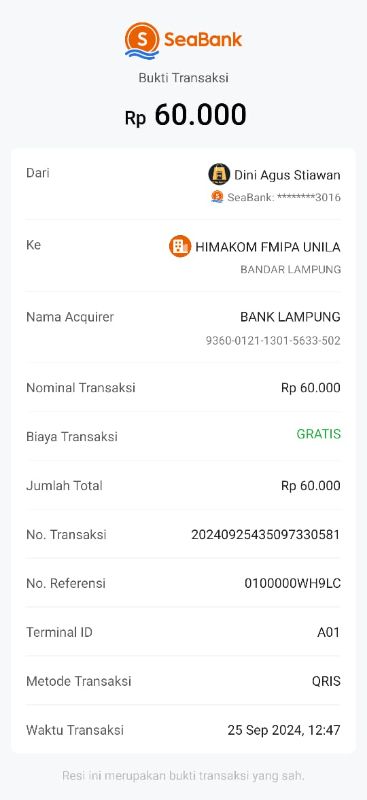 SeaBank
Bukti Transaksi
Rp 60.000
Dari
Dini Agus Stiawan
SeaBank: ********3016
Ke
HIMAKOM FMIPA UNILA
BANDAR LAMPUNG
Nama Acquirer
BANK LAMPUNG
9360-0121-1301-5633-502
Nominal Transaksi
Rp 60.000
Biaya Transaksi
GRATIS
Jumlah Total
Rp 60.000
No. Transaksi
20240925435097330581
No. Referensi
0100000WH9LC
Terminal ID
A01
Metode Transaksi
QRIS
Waktu Transaksi
25 Sep 2024, 12:47
Resi ini merupakan bukti transaksi yang sah.